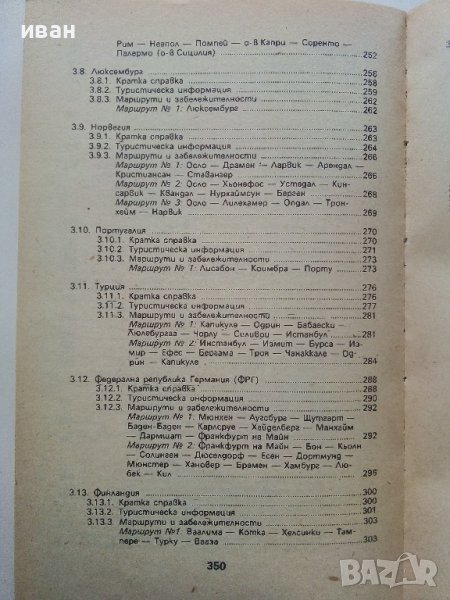 иван
Рим — Неапол — Помпей — о-в Капри — Соренто —
Палермо (о-в Сицилия) 252
3.8. Люксембург 258
3.8.1. Кратка справка 258
3.8.2. Туристическа информация 259
3.8.3. Маршрути и забележителности 262
Маршрут № 1: Люксембург 262
3.9. Норвегия 263
3.9.1. Кратка справка 263
3.9.2. Туристическа информация 264
3.9.3. Маршрути и забележителности 266
Маршрут № 1: Осло — Драмен — Ларвик — Арендал —
Кристиансан — Ставангер 266
Маршрут № 2: Осло — Хьонефос — Устедал — Кин-
сарвик — Квандал — Нурхаймсун — Берген 268
Маршрут № 3: Осло — Лилехамер — Опдал — Трон-
хейм — Нарвик 269
3.10. Португалия 270
3.10.1. Кратка справка 270
3.10.2. Туристическа информация 271
3.10.3. Маршрути и забележителности 273
Маршрут № 1: Лисабон — Коимбра — Порту 273
3.11. Турция 276
3.11.1. Кратка справка 276
3.11.2. Туристическа информация 277
3.11.3. Маршрути и забележителности 281
Маршрут № 1: Капикуле — Одрин — Бабаески —
Люлебургаз — Чорлу — Силиври — Истанбул 281
Маршрут № 2: Инстанбул — Измит — Бурса — Из-
мир — Ефес — Бергама — Троя — Чанаккале — Од-
рин — Капикуле 284
3.12. Федерална република Германия (ФРГ) 288
3.12.1. Кратка справка 288
3.12.2. Туристическа информация 290
3.12.3. Маршрути и забележителности 292
Маршрут № 1: Мюнхен — Аугсбург — Щутгарт —
Баден-Баден — Карлсруе — Хайделберг — Манхайм
— Дармщат — Франкфурт на Майн 292
Маршрут № 2: Франкфурт на Майн — Бон — Кьолн
— Солинген — Дюселдорф — Есен — Дортмунд —
Мюнстер — Хановер — Бремен — Хамбург — Лю-
бек — Кил 295
3.13. Финландия 300
3.13.1. Кратка справка 300
3.13.2. Туристическа информация 301
3.13.3. Маршрути и забележителности 303
Маршрут №1: Ваалима — Котка — Хелсинки — Там-
пере — Турку — Вааза 303
350
BAZAR.bg